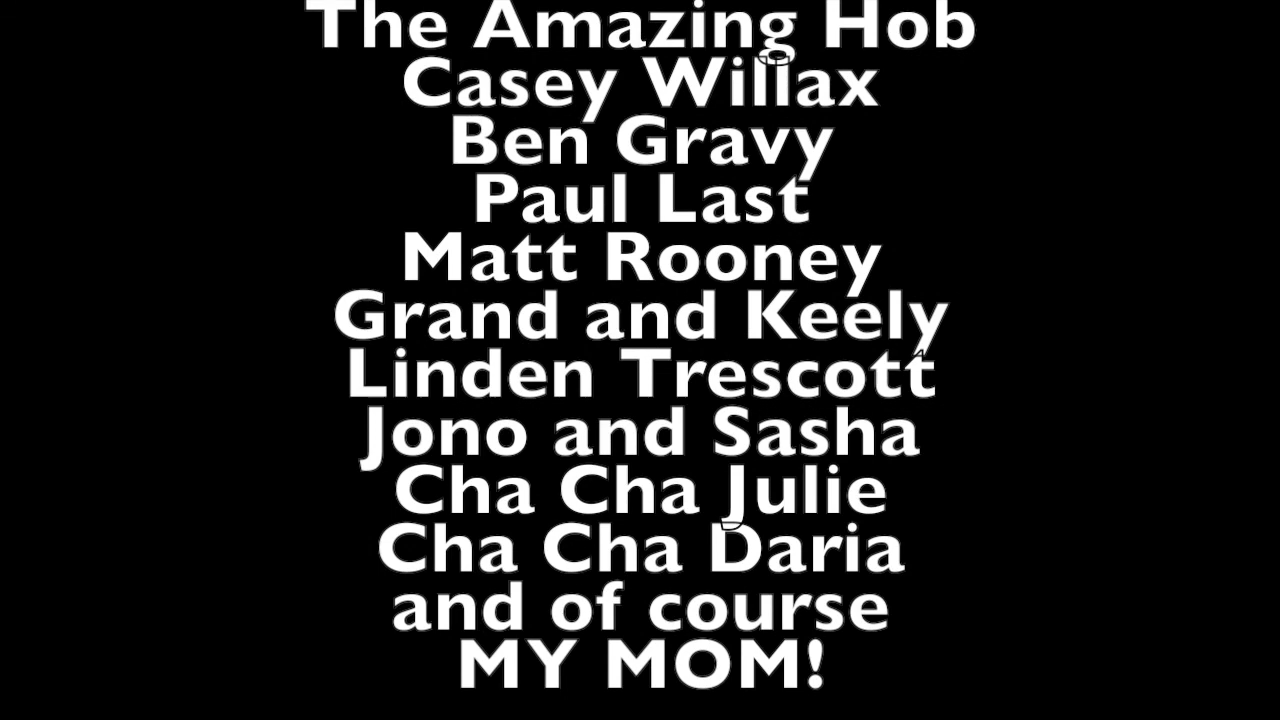 The Amazing Hob
Casey Willax
Ben Gravy
Paul Last
Matt Rooney
Grand and Keely
Linden Trescott
Jono and Sasha
Cha Cha Julie
Cha Cha Daria
and of course
MY MOM!